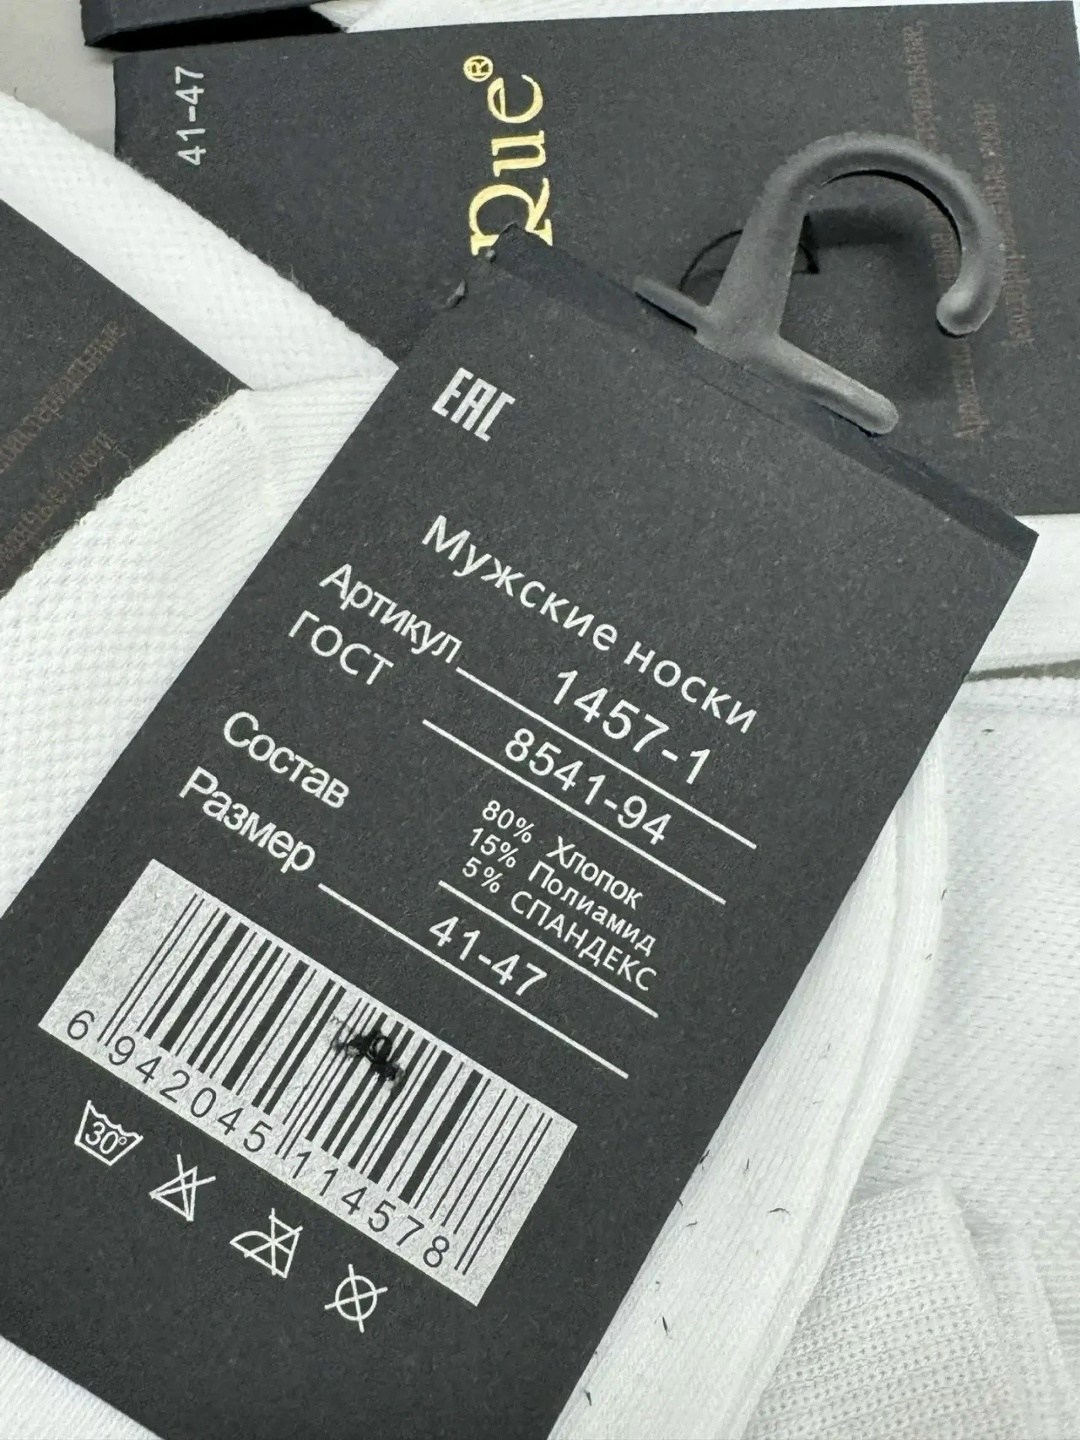 41-47
Que®
ЕАС
Мужские носки
Артикул 1457-1
ГОСТ 8541-94
Состав 80% Хлопок
15% Полиамид
5% СПАНДЕКС
Размер 41-47
6 942045 114578
30°